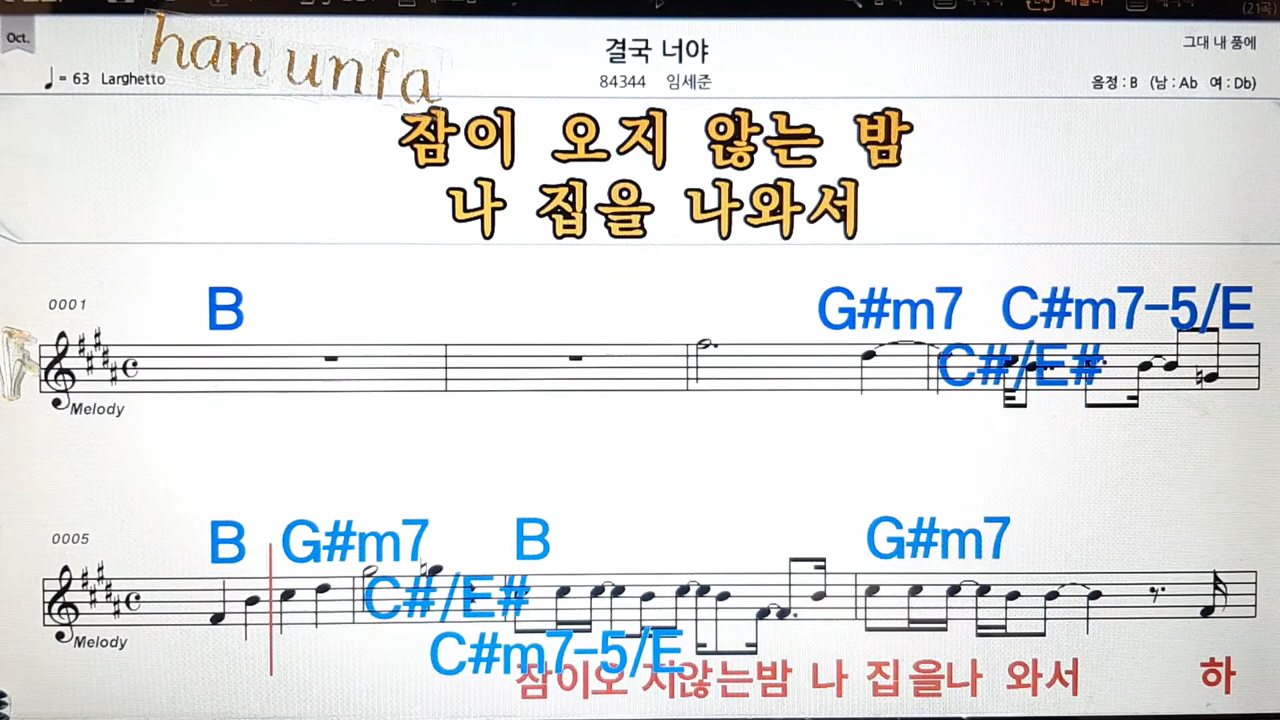 (21곡)
Oct.
han unfa
결국 너야
그대 내 품에
♩= 63 Larghetto
84344 임세준
음정 : B (남 : Ab 여 : Db)
잠이 오지 않는 밤
나 집을 나와서
0001
B G#m7 C#m7-5/E
C#/E#
Melody
0005
B G#m7 B G#m7
C#/E#
Melody
C#m7-5/E
잠이오 지않는밤 나 집을나 와서 하